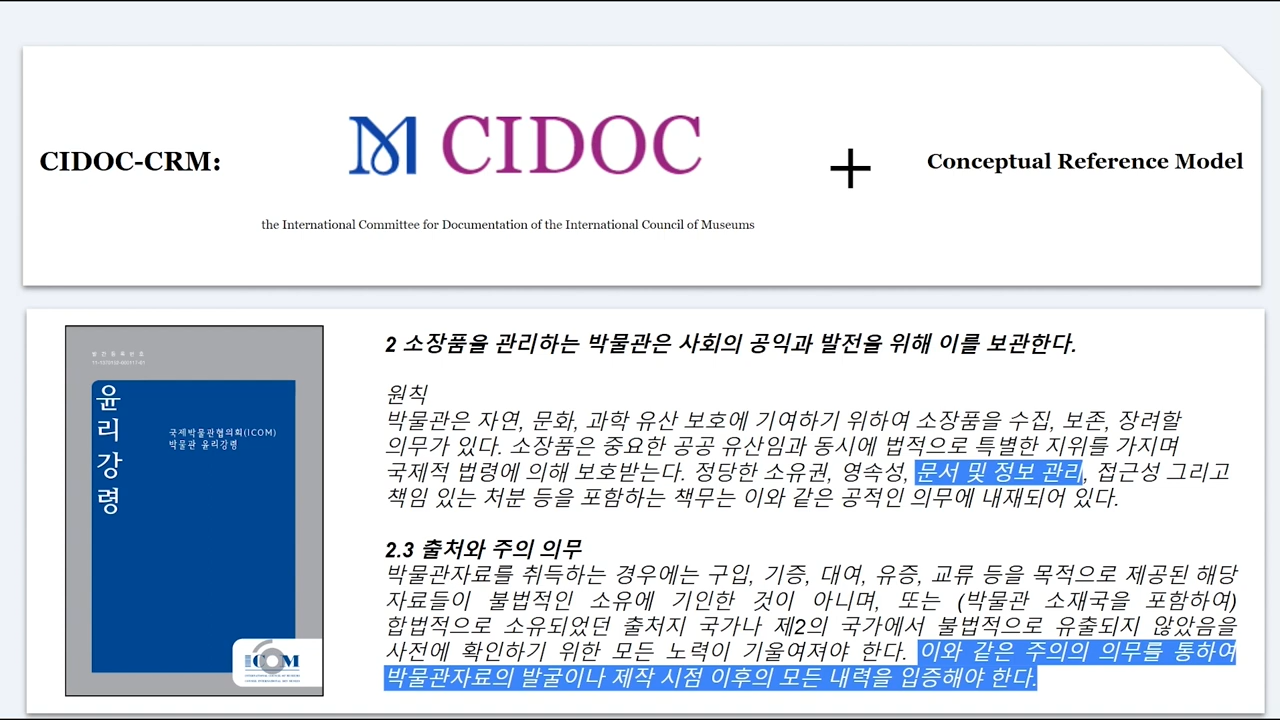 CIDOC-CRM:
CIDOC
+
Conceptual Reference Model
the International Committee for Documentation of the International Council of Museums
윤리강령
국제박물관협의회(ICOM)
박물관 윤리강령
ICOM
2 소장품을 관리하는 박물관은 사회의 공익과 발전을 위해 이를 보관한다.
원칙
박물관은 자연, 문화, 과학 유산 보호에 기여하기 위하여 소장품을 수집, 보존, 장려할
의무가 있다. 소장품은 중요한 공공 유산임과 동시에 법적으로 특별한 지위를 가지며
국제적 법령에 의해 보호받는다. 정당한 소유권, 영속성, 문서 및 정보 관리, 접근성 그리고
책임 있는 처분 등을 포함하는 책무는 이와 같은 공적인 의무에 내재되어 있다.
2.3 출처와 주의 의무
박물관자료를 취득하는 경우에는 구입, 기증, 대여, 유증, 교류 등을 목적으로 제공된 해당
자료들이 불법적인 소유에 기인한 것이 아니며, 또는 (박물관 소재국을 포함하여)
합법적으로 소유되었던 출처지 국가나 제2의 국가에서 불법적으로 유출되지 않았음을
사전에 확인하기 위한 모든 노력이 기울여져야 한다. 이와 같은 주의의 의무를 통하여
박물관자료의 발굴이나 제작 시점 이후의 모든 내력을 입증해야 한다.